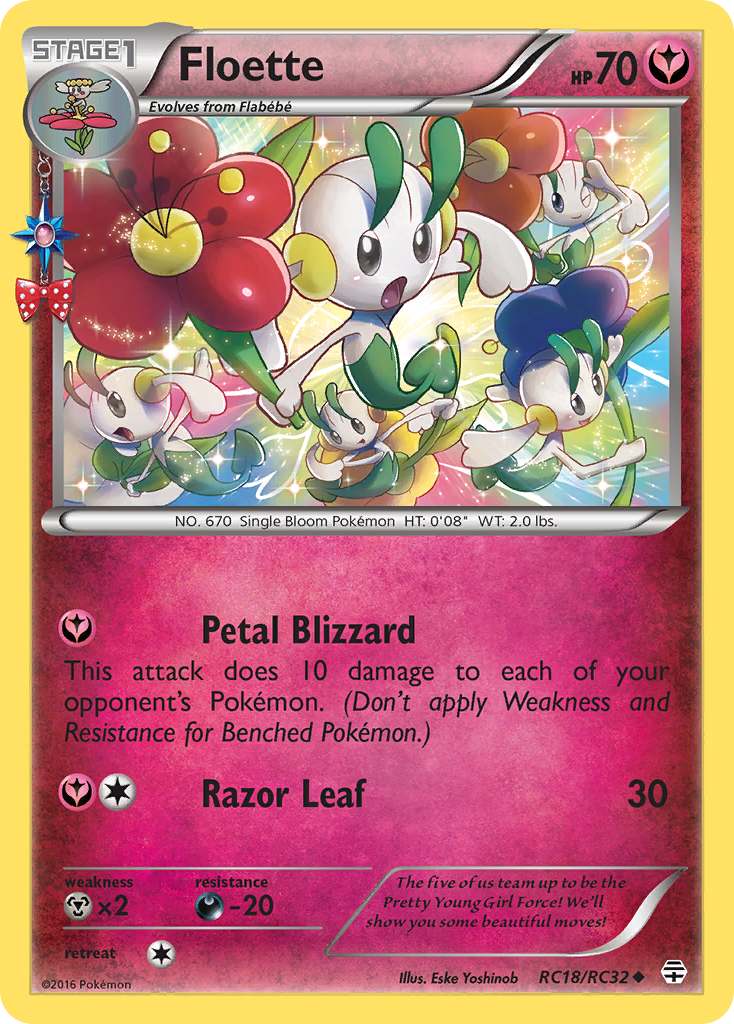 STAGE1
Floette
HP70
Evolves from Flabébé
NO. 670 Single Bloom Pokémon HT: 0'08" WT: 2.0 lbs.
Petal Blizzard
This attack does 10 damage to each of your
opponent's Pokémon. (Don't apply Weakness and
Resistance for Benched Pokémon.)
Razor Leaf 30
weakness resistance
×2 -20
The five of us team up to be the
Pretty Young Girl Force! We'll
show you some beautiful moves!
retreat
©2016 Pokémon
Illus. Eske Yoshinob RC18/RC32